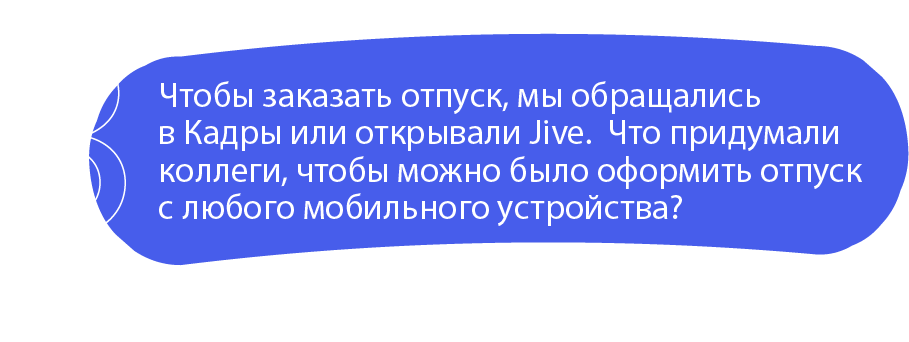 Чтобы заказать отпуск, мы обращались
в Кадры или открывали Jive.  Что придумали
коллеги, чтобы можно было оформить отпуск
с любого мобильного устройства?